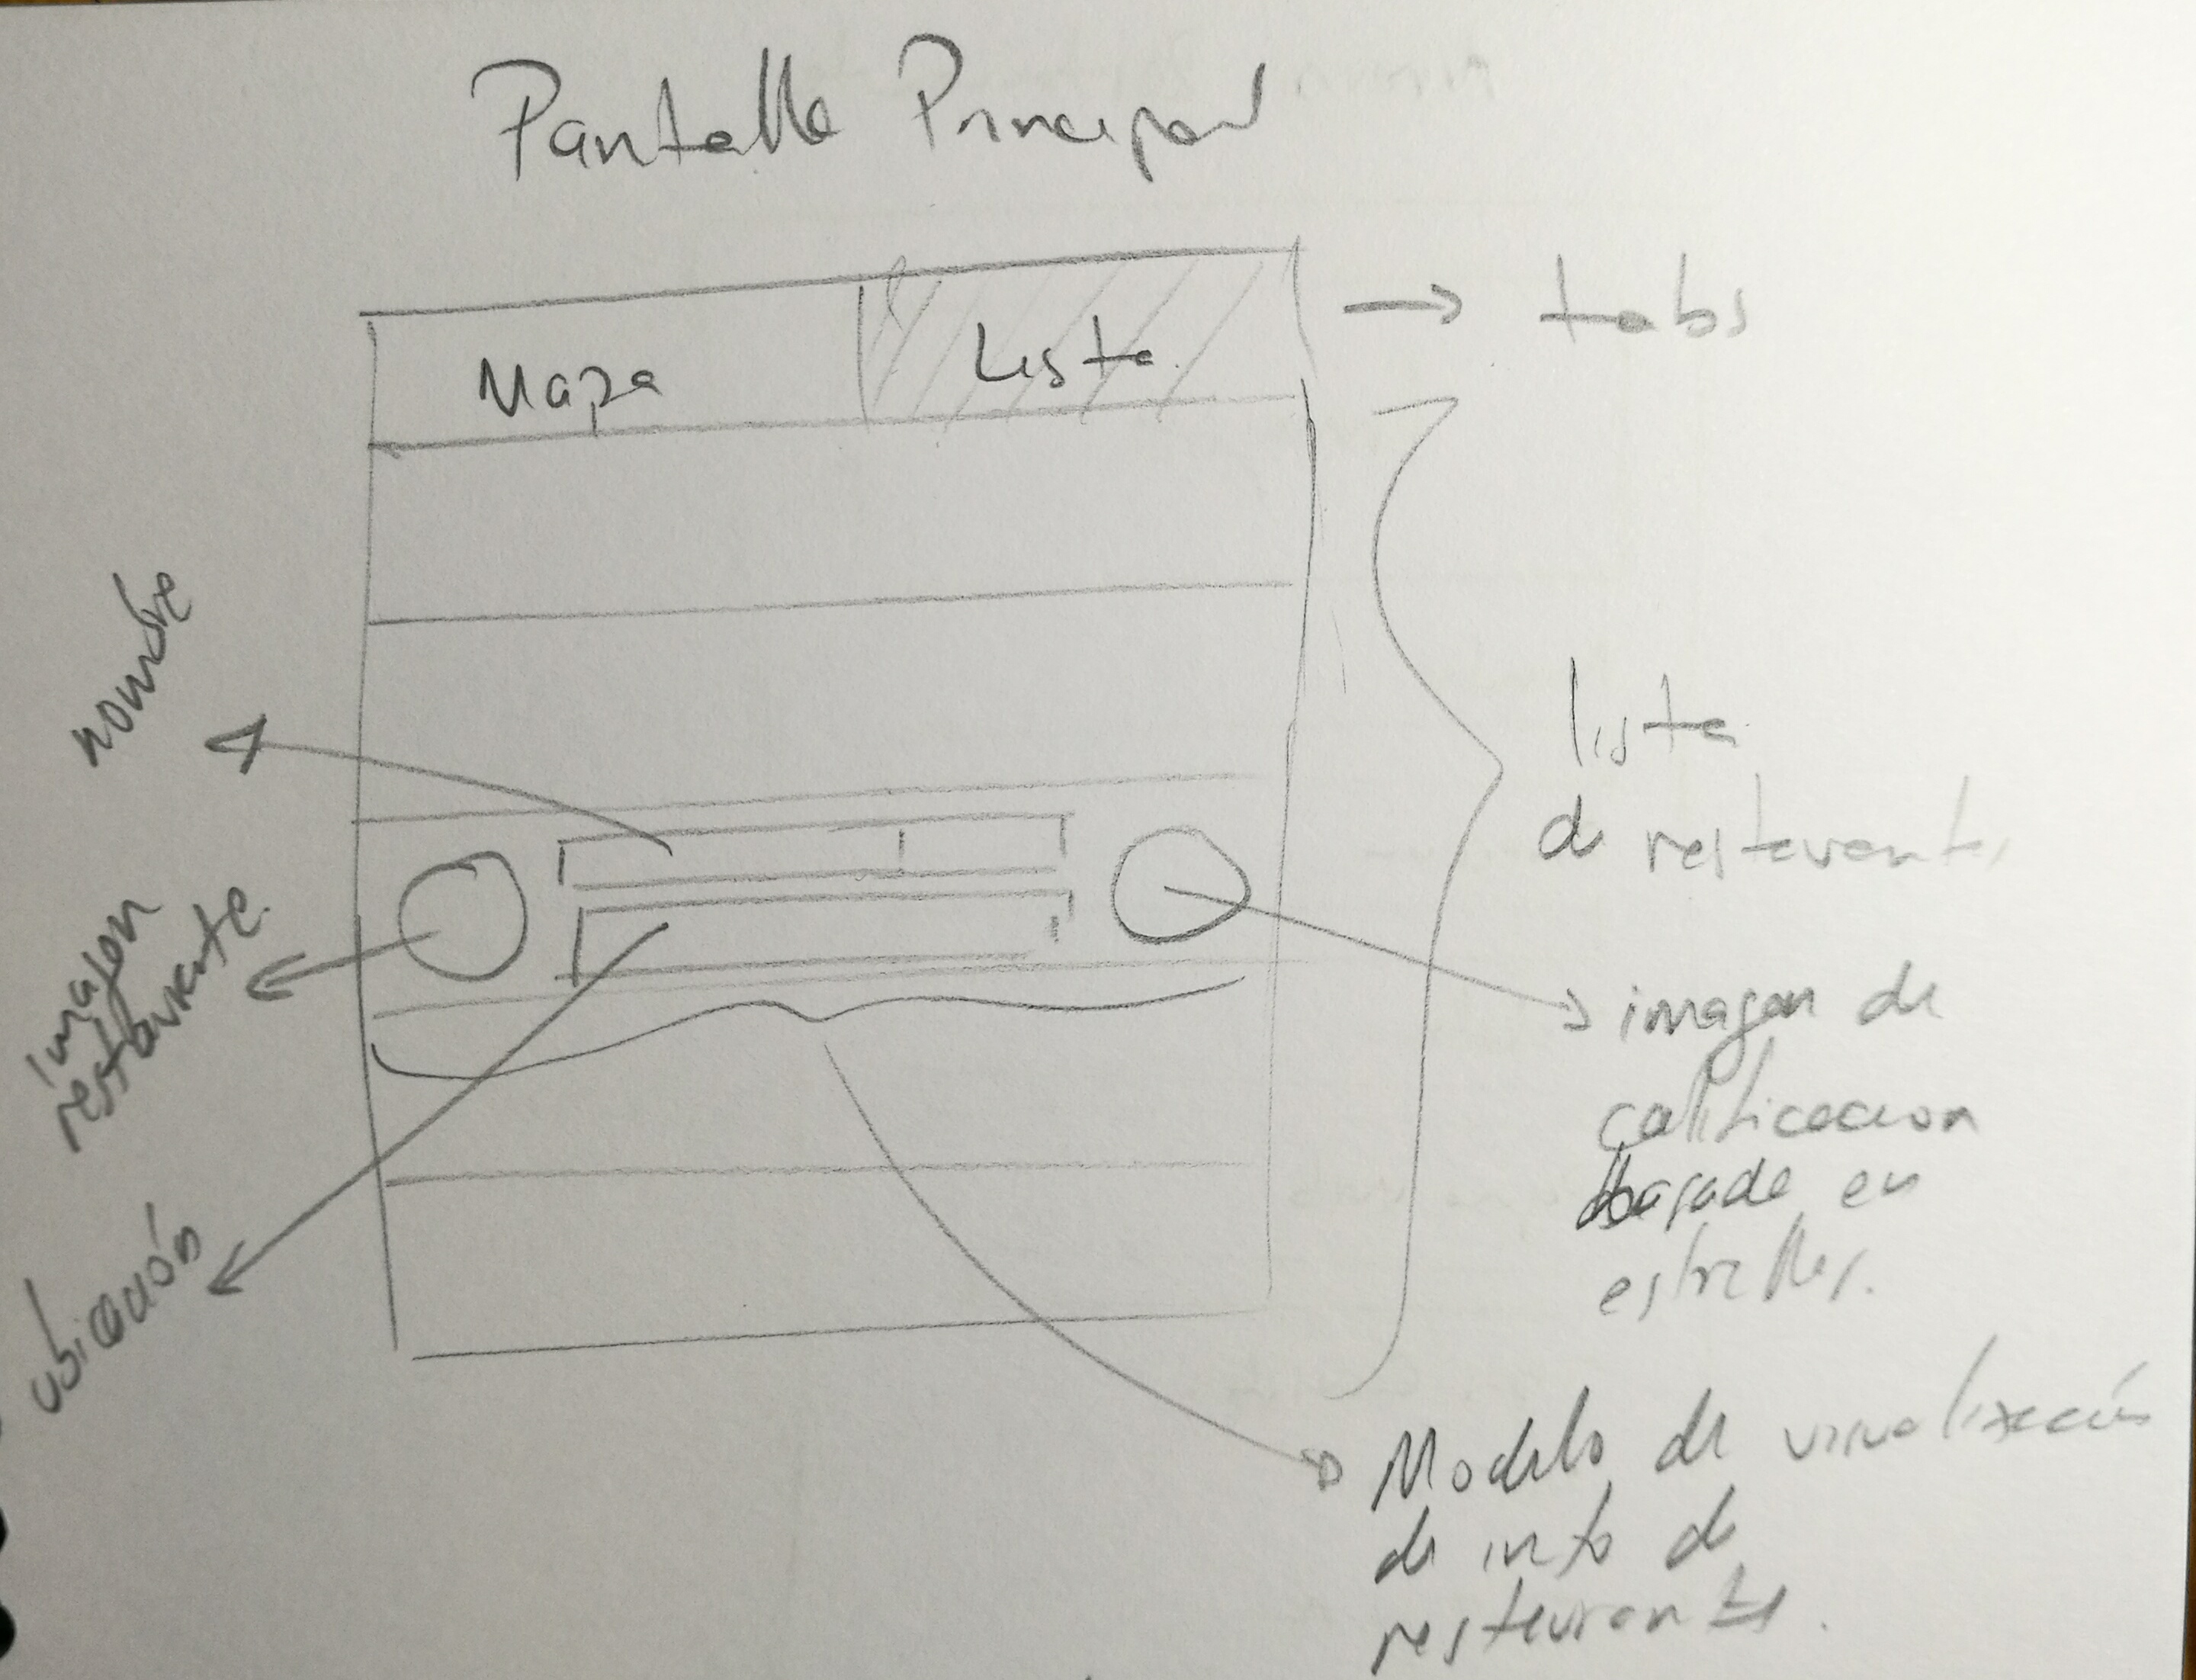 Pantalla Principal
Mapa
Lista
tabs
nombre
lista
de restaurantes
imagen
restaurante.
imagen de
calificacion
basada en
estrellas.
ubicación
Modelo de visualización
de info de
restaurantes.